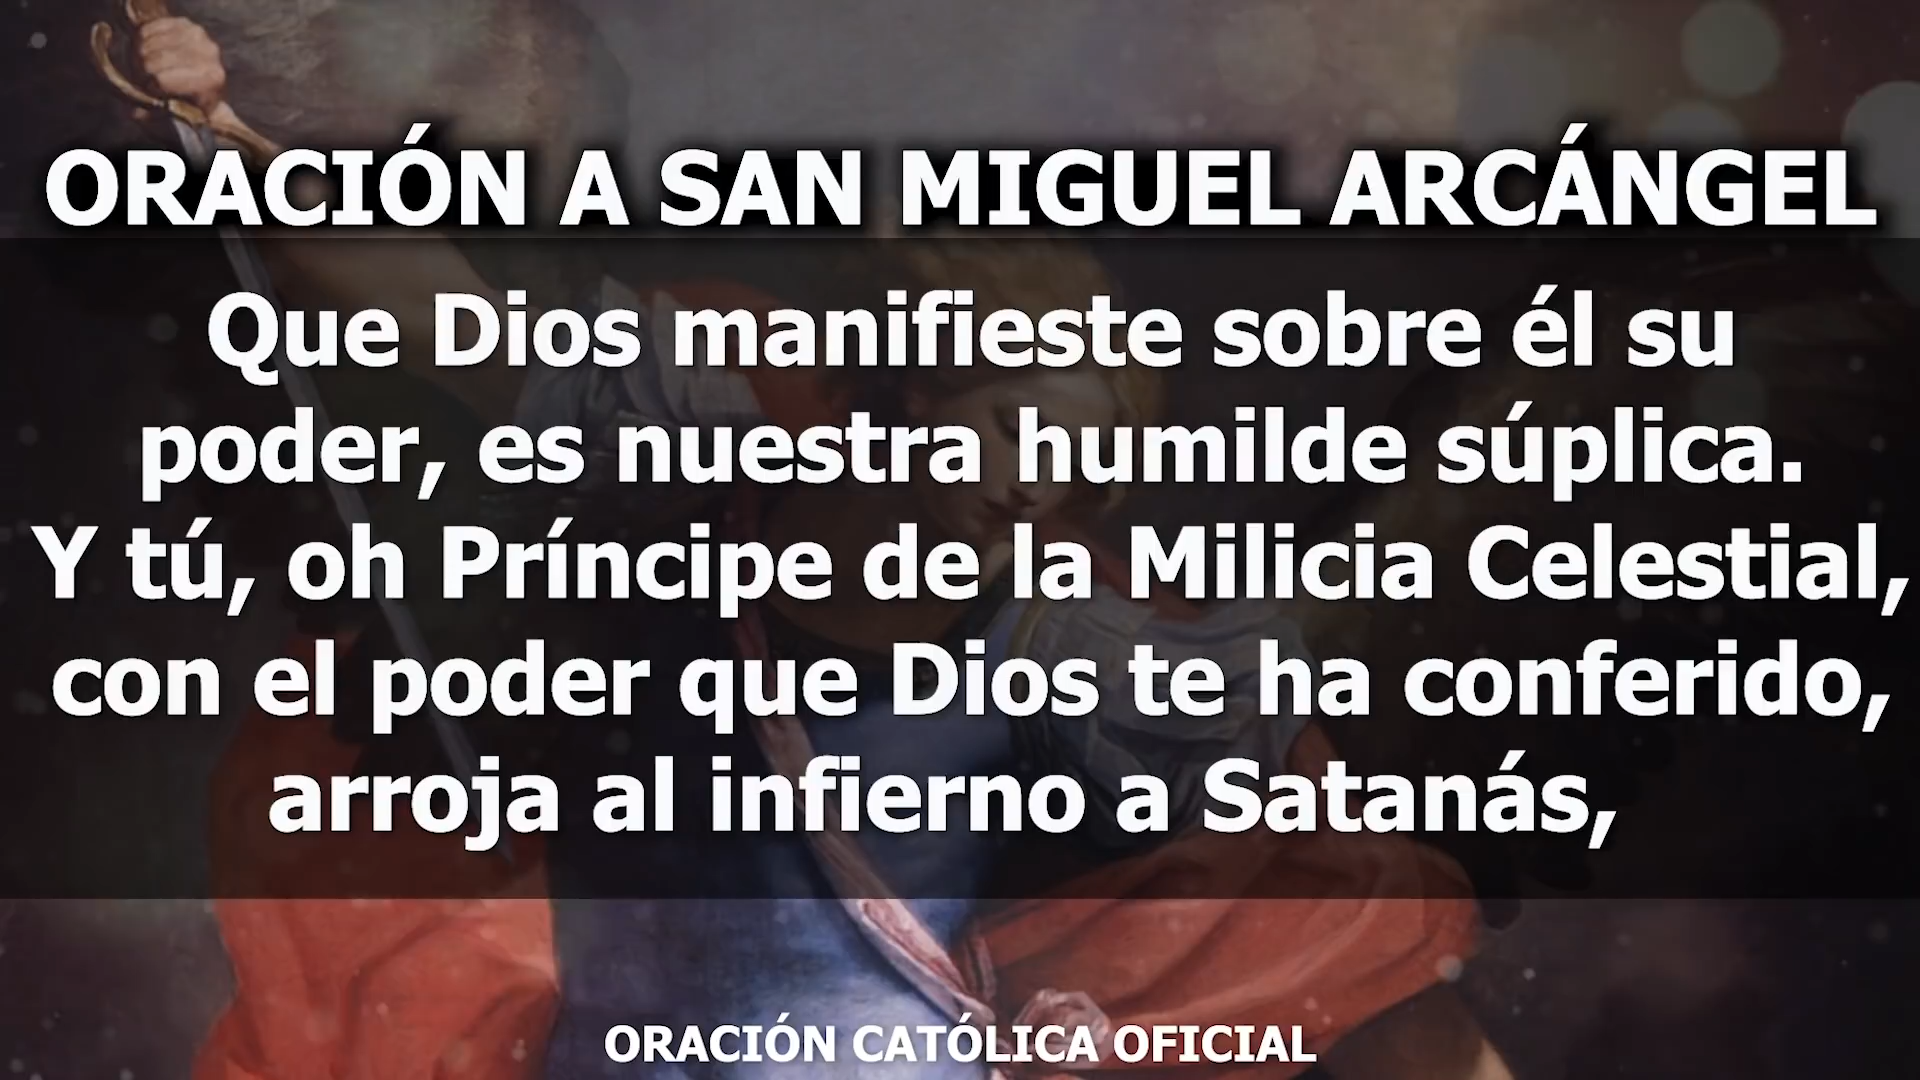 ORACIÓN A SAN MIGUEL ARCÁNGEL
Que Dios manifieste sobre él su
poder, es nuestra humilde súplica.
Y tú, oh Príncipe de la Milicia Celestial,
con el poder que Dios te ha conferido,
arroja al infierno a Satanás,
ORACIÓN CATÓLICA OFICIAL